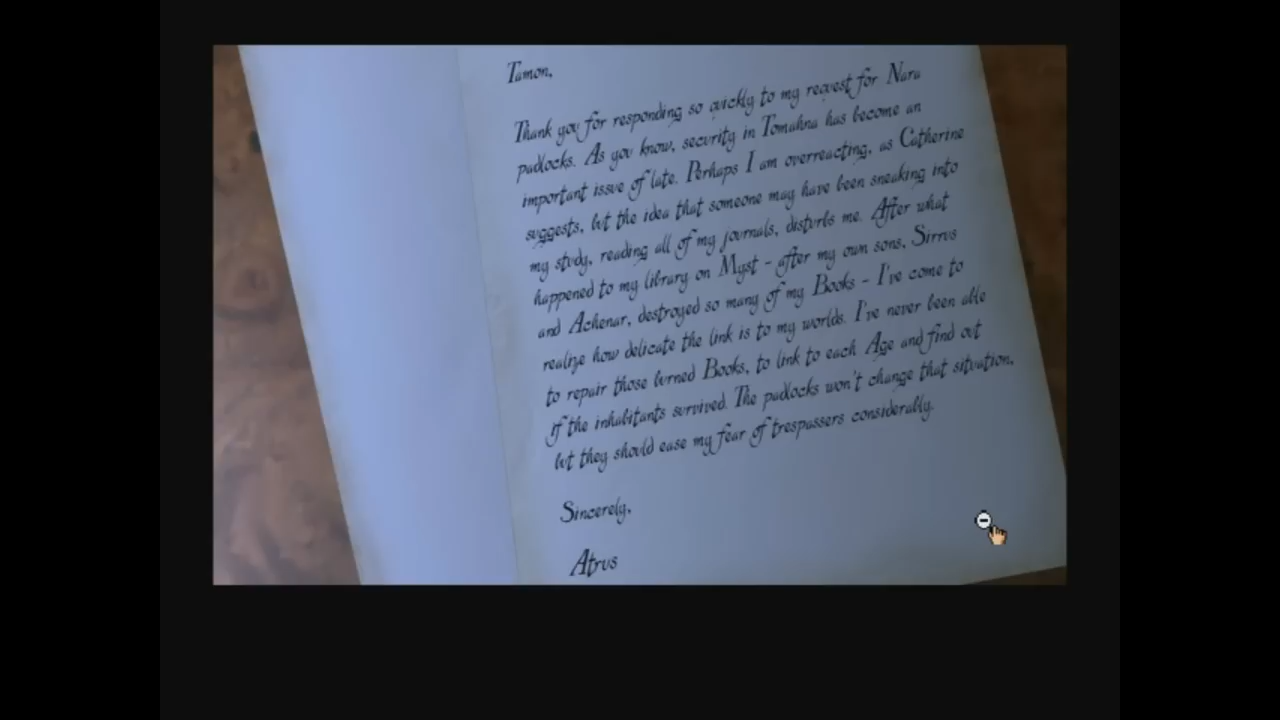 Tamon,
Thank you for responding so quickly to my request for Nara
padlocks. As you know, security in Tomahna has become an
important issue of late. Perhaps I am overreacting, as Catherine
suggests, but the idea that someone may have been sneaking into
my study, reading all of my journals, disturbs me. After what
happened to my library on Myst - after my own sons, Sirrus
and Achenar, destroyed so many of my Books - I've come to
realize how delicate the link is to my worlds. I've never been able
to repair those burned Books, to link to each Age and find out
if the inhabitants survived. The padlocks won't change that situation,
but they should ease my fear of trespassers considerably.
Sincerely,
Atrus